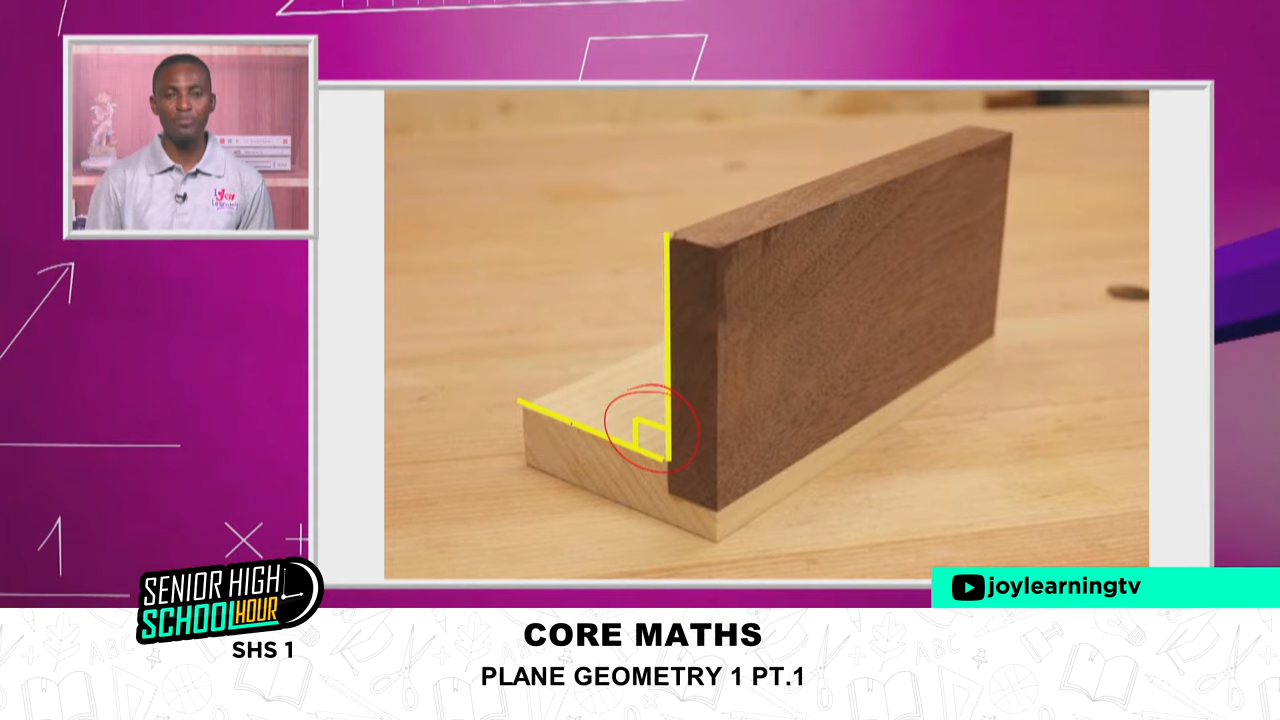 SENIOR HIGH
SCHOOL HOUR
SHS 1
joylearningtv
CORE MATHS
PLANE GEOMETRY 1 PT.1